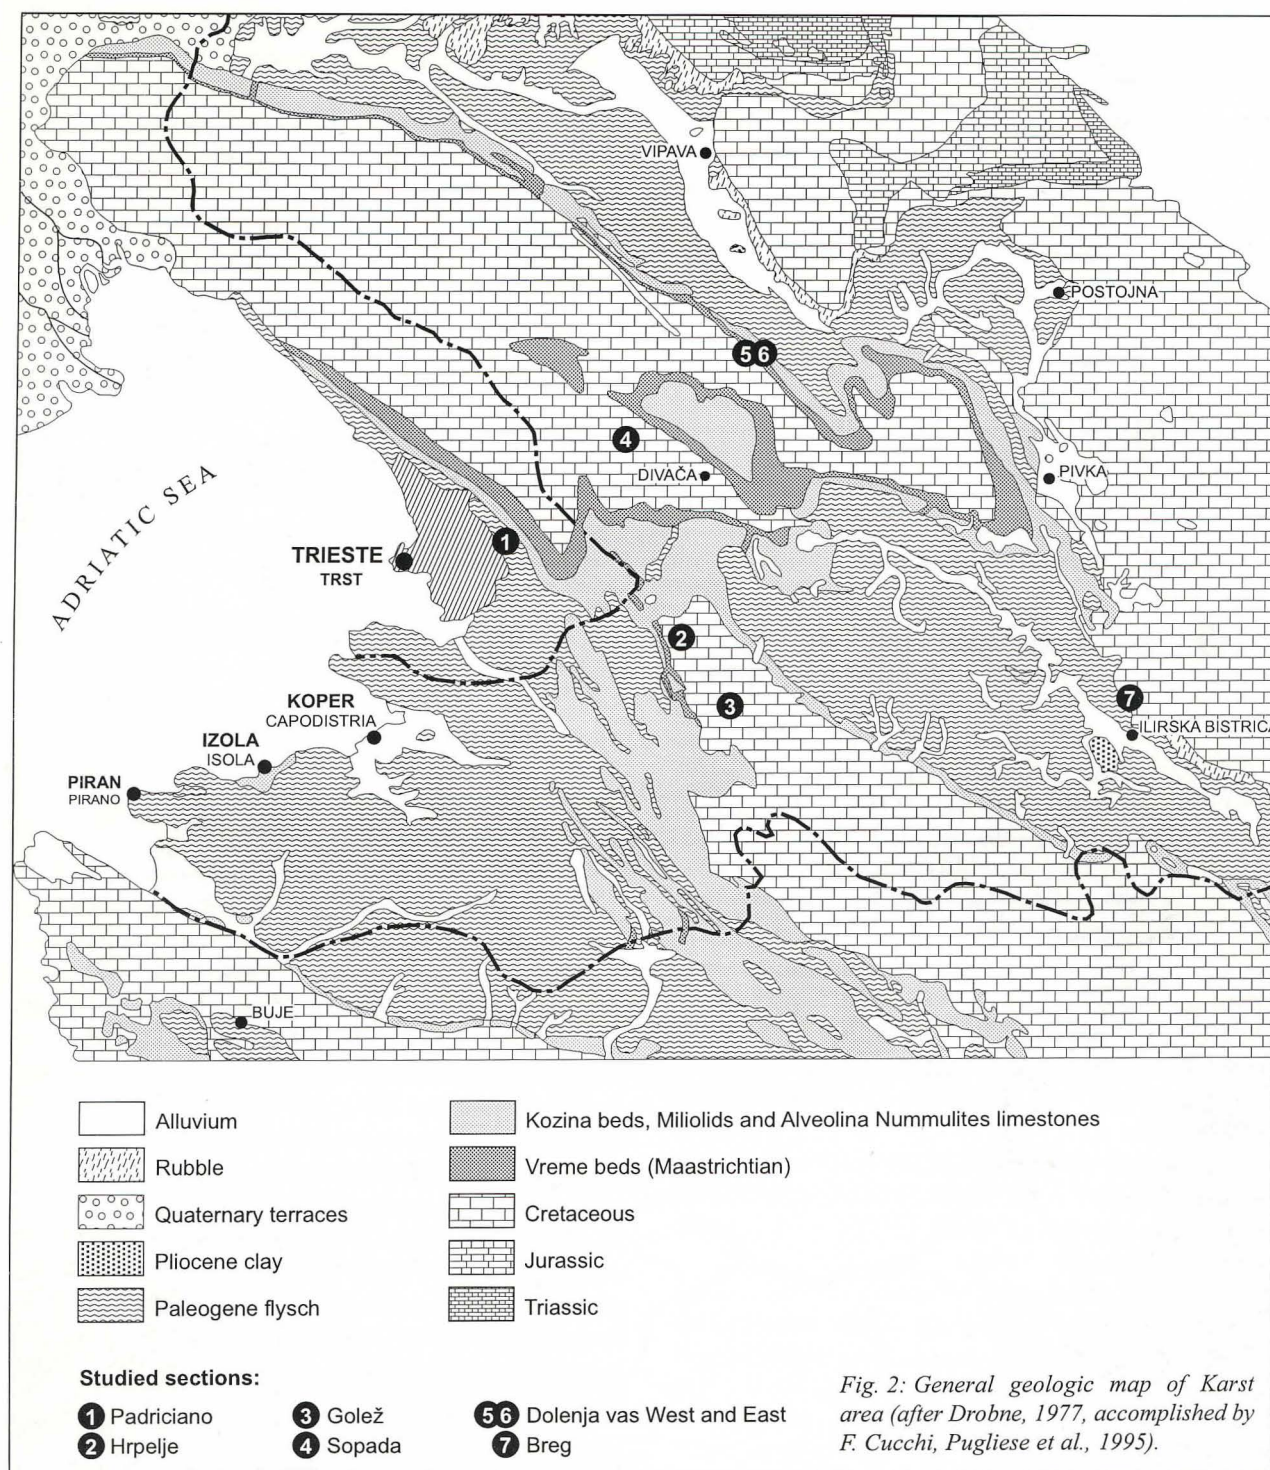 VIPAVA
POSTOJNA
5 6
4
DIVAČA
PIVKA
ADRIATIC SEA
1
TRIESTE
TRST
2
3
7
KOPER
CAPODISTRIA
ILIRSKA BISTRICA
IZOLA
ISOLA
PIRAN
PIRANO
BUJE
Alluvium
Rubble
Quaternary terraces
Pliocene clay
Paleogene flysch
Kozina beds, Miliolids and Alveolina Nummulites limestones
Vreme beds (Maastrichtian)
Cretaceous
Jurassic
Triassic
Studied sections:
1 Padriciano
2 Hrpelje
3 Golež
4 Sopada
5 6 Dolenja vas West and East
7 Breg
Fig. 2: General geologic map of Karst
area (after Drobne, 1977, accomplished by
F. Cucchi, Pugliese et al., 1995).